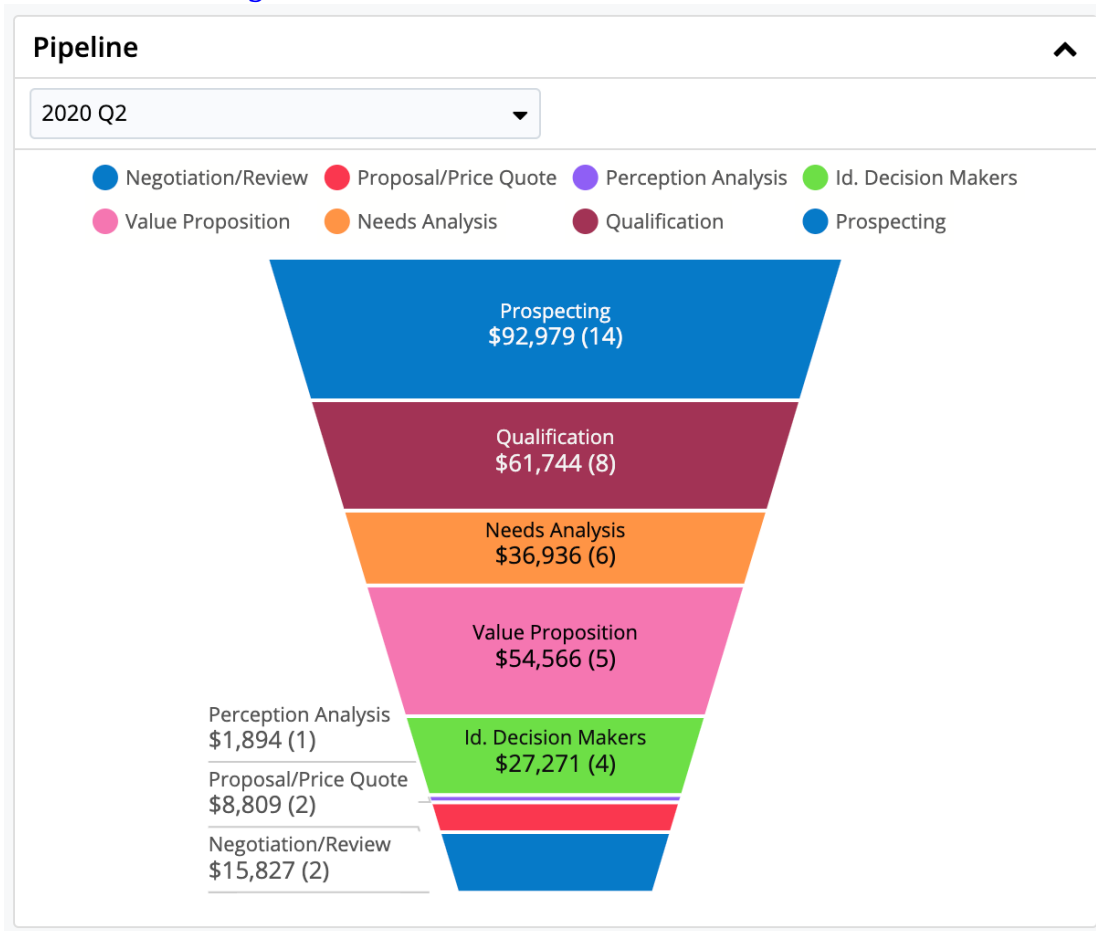 Pipeline
2020 Q2
Negotiation/Review Proposal/Price Quote Perception Analysis Id. Decision Makers
Value Proposition Needs Analysis Qualification Prospecting
Prospecting
$92,979 (14)
Qualification
$61,744 (8)
Needs Analysis
$36,936 (6)
Value Proposition
$54,566 (5)
Id. Decision Makers
$27,271 (4)
Perception Analysis
$1,894 (1)
Proposal/Price Quote
$8,809 (2)
Negotiation/Review
$15,827 (2)